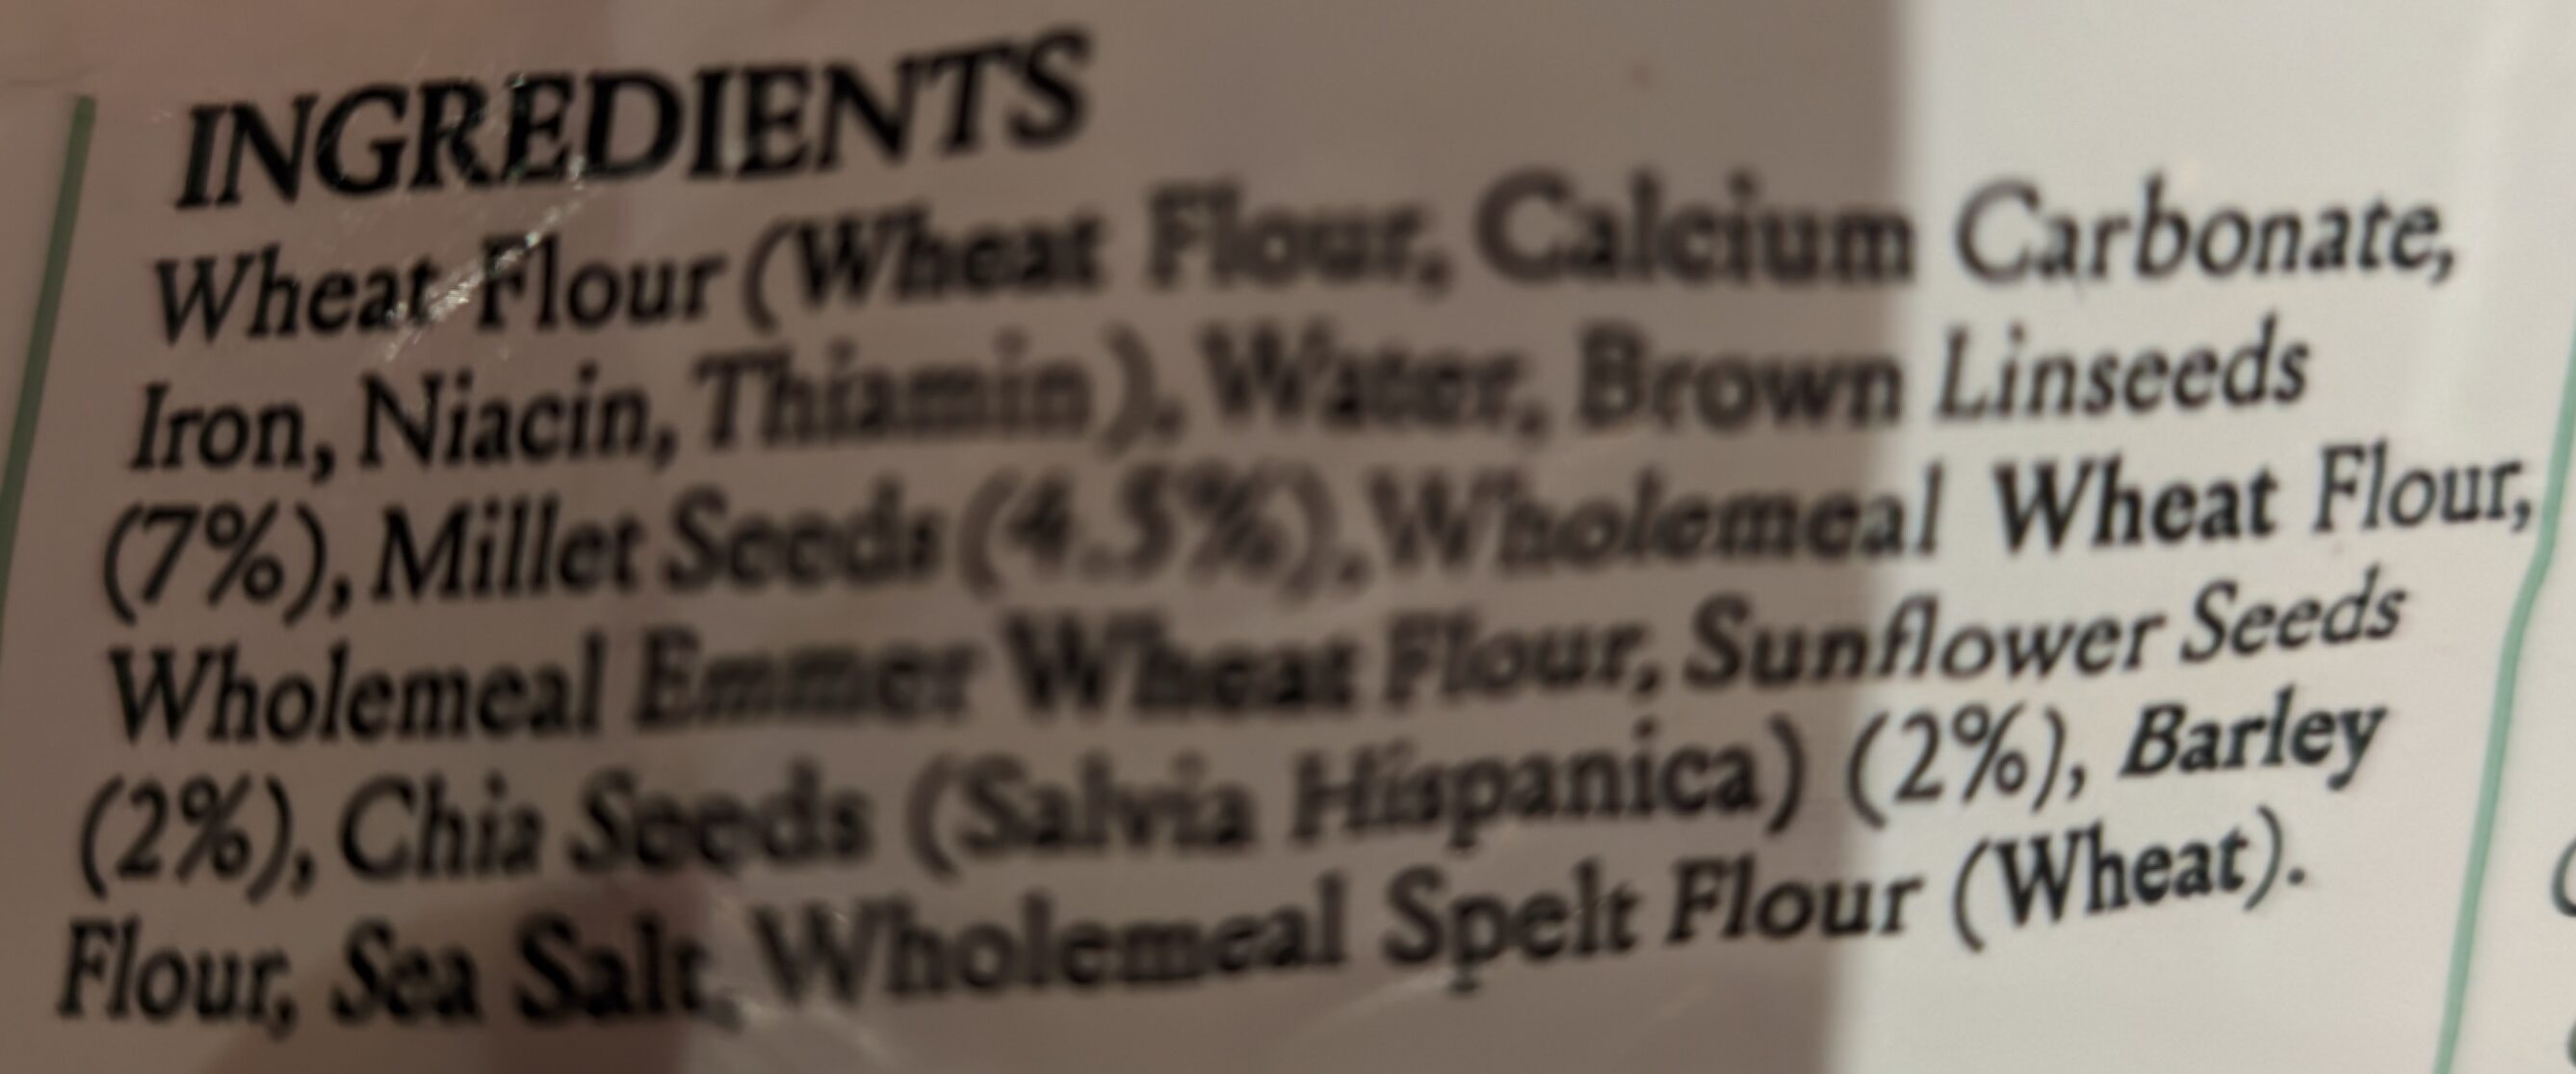 INGREDIENTS
Wheat Flour (Wheat Flour, Calcium Carbonate,
Iron, Niacin, Thiamin), Water, Brown Linseeds
(7%), Millet Seeds (4.5%), Wholemeal Wheat Flour,
Wholemeal Emmer Wheat Flour, Sunflower Seeds
(2%), Chia Seeds (Salvia Hispanica) (2%), Barley
Flour, Sea Salt, Wholemeal Spelt Flour (Wheat).